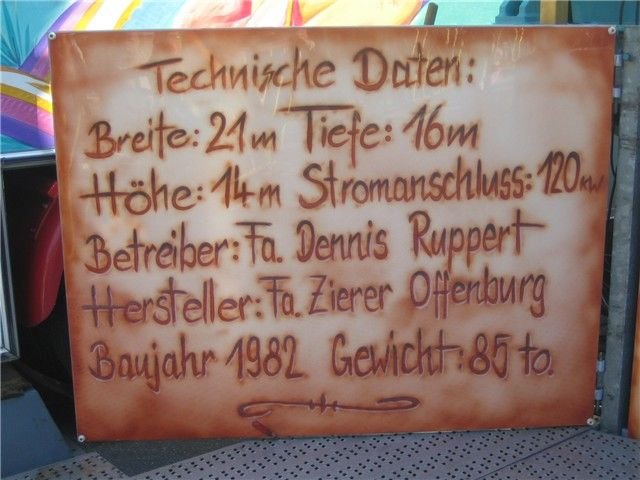 Technische Daten:
Breite: 21m Tiefe: 16m
Höhe: 14m Stromanschluss: 120kw
Betreiber: Fa. Dennis Ruppert
Hersteller: Fa. Zierer Offenburg
Baujahr 1982 Gewicht: 85 to.